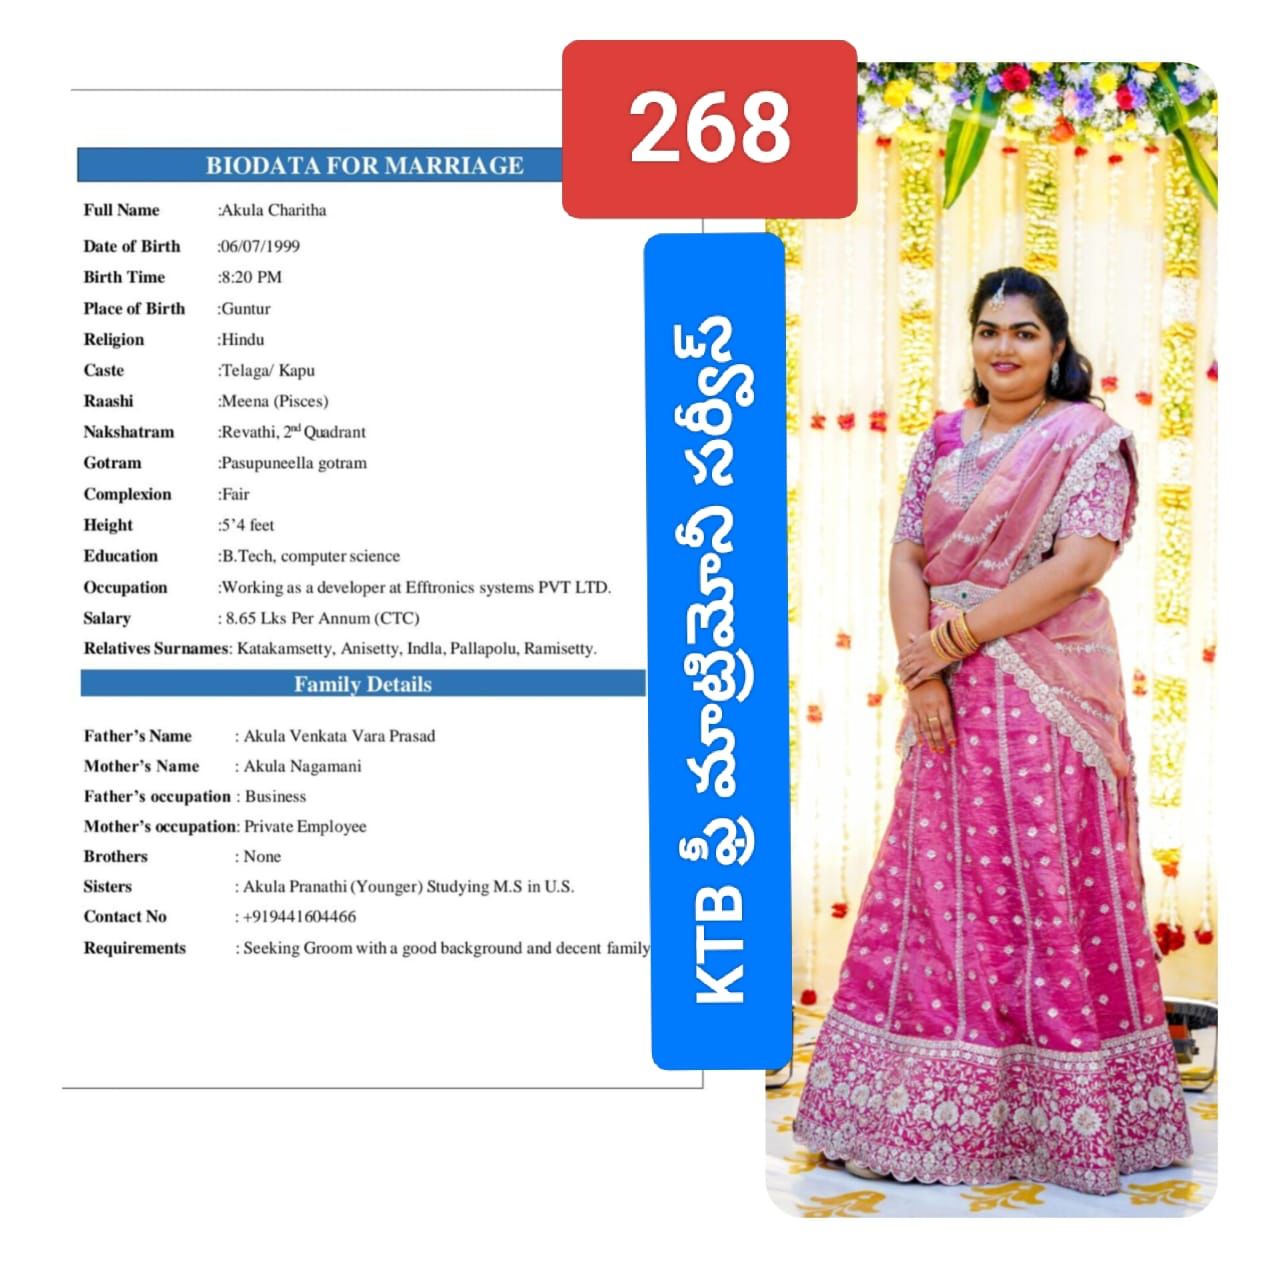 268
BIODATA FOR MARRIAGE
Full Name :Akula Charitha
Date of Birth :06/07/1999
Birth Time :8:20 PM
Place of Birth :Guntur
Religion :Hindu
Caste :Telaga/ Kapu
Raashi :Meena (Pisces)
Nakshatram :Revathi, 2nd Quadrant
Gotram :Pasupuneella gotram
Complexion :Fair
Height :5’4 feet
Education :B.Tech, computer science
Occupation :Working as a developer at Efftronics systems PVT LTD.
Salary : 8.65 Lks Per Annum (CTC)
Relatives Surnames: Katakamsetty, Anisetty, Indla, Pallapolu, Ramisetty.
Family Details
Father’s Name : Akula Venkata Vara Prasad
Mother’s Name : Akula Nagamani
Father’s occupation : Business
Mother’s occupation: Private Employee
Brothers : None
Sisters : Akula Pranathi (Younger) Studying M.S in U.S.
Contact No : +919441604466
Requirements : Seeking Groom with a good background and decent family
KTB ఫ్రీ మాట్రిమోనీ సర్వీస్